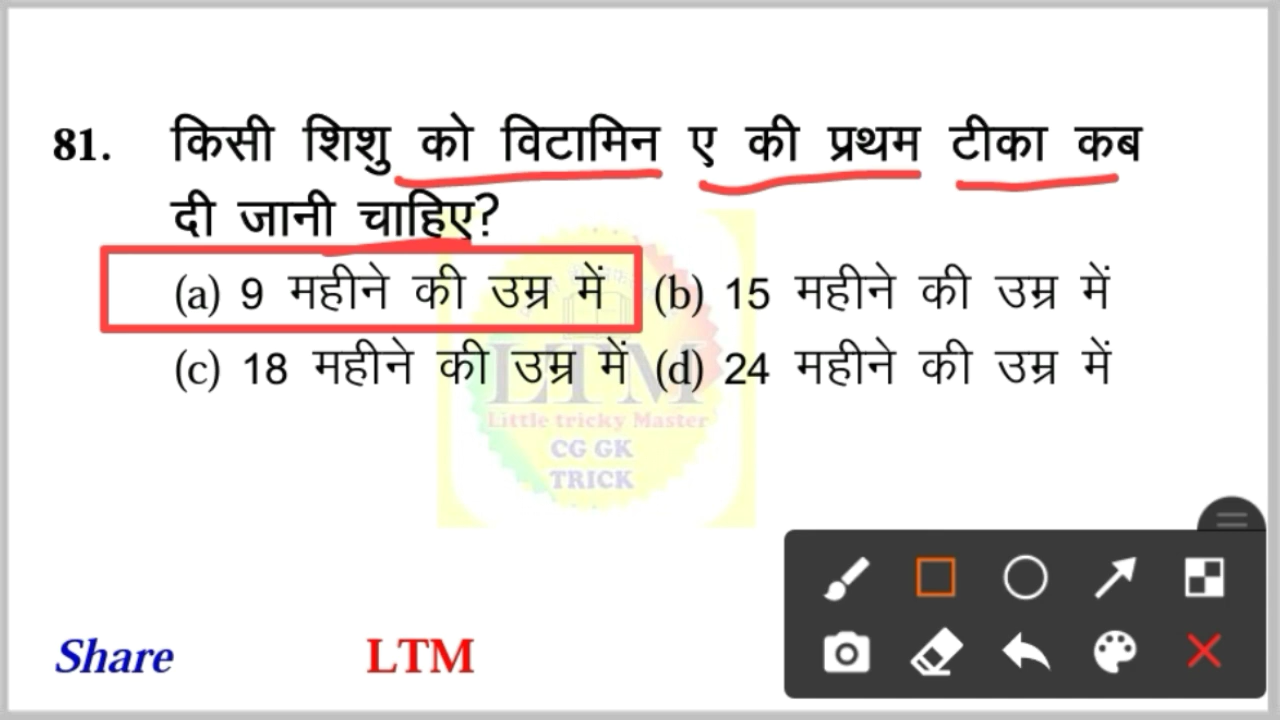 81. किसी शिशु को विटामिन ए की प्रथम टीका कब
दी जानी चाहिए?
(a) 9 महीने की उम्र में (b) 15 महीने की उम्र में
(c) 18 महीने की उम्र में (d) 24 महीने की उम्र में
LTM
Little tricky Master
CG GK
TRICK
Share LTM